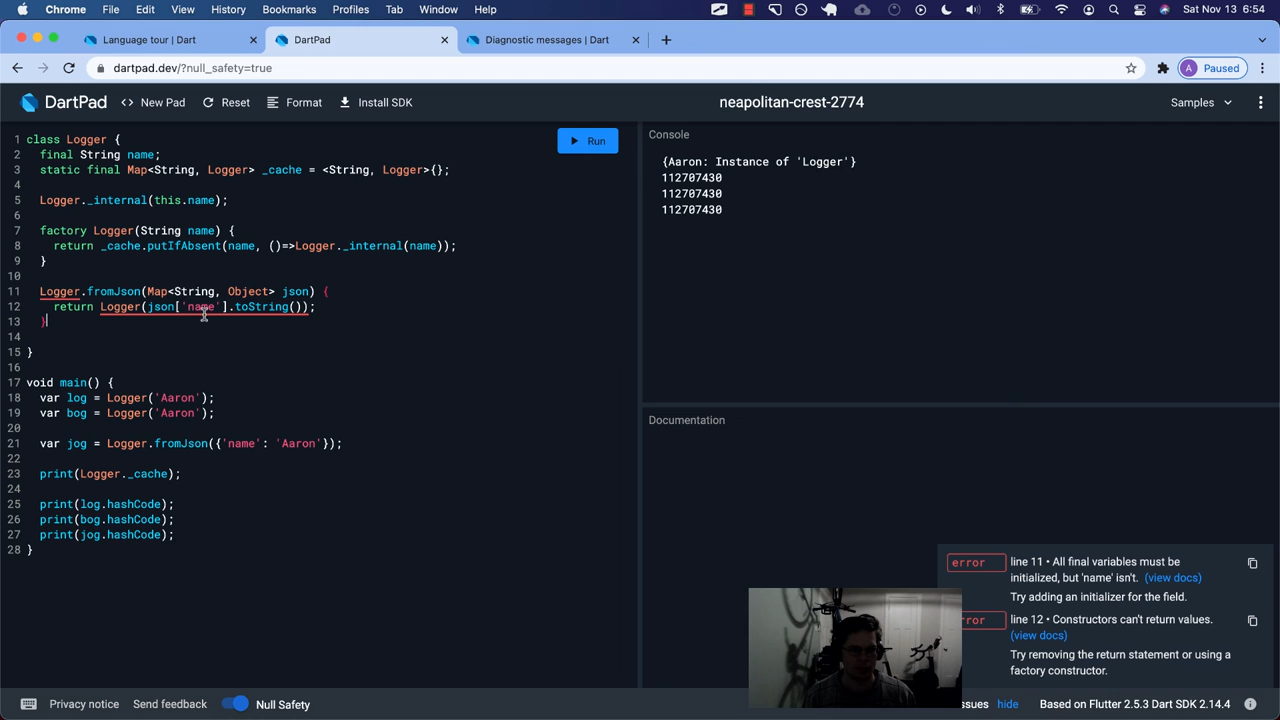 Chrome File Edit View History Bookmarks Profiles Tab Window Help Sat Nov 13 6:54
Language tour | Dart
DartPad
Diagnostic messages | Dart
dartpad.dev/?null_safety=true
A Paused
DartPad
New Pad
Reset
Format
Install SDK
neapolitan-crest-2774
Samples
1 class Logger {
2 final String name;
3 static final Map<String, Logger> _cache = <String, Logger>{};
4
5 Logger._internal(this.name);
6
7 factory Logger(String name) {
8 return _cache.putIfAbsent(name, ()=>Logger._internal(name));
9 }
10
11 Logger.fromJson(Map<String, Object> json) {
12 return Logger(json['name'].toString());
13 }
14
15 }
16
17 void main() {
18 var log = Logger('Aaron');
19 var bog = Logger('Aaron');
20
21 var jog = Logger.fromJson({'name': 'Aaron'});
22
23 print(Logger._cache);
24
25 print(log.hashCode);
26 print(bog.hashCode);
27 print(jog.hashCode);
28 }
Run
Console
{Aaron: Instance of 'Logger'}
112707430
112707430
112707430
Documentation
error line 11 • All final variables must be
initialized, but 'name' isn't. (view docs)
Try adding an initializer for the field.
line 12 • Constructors can't return values.
(view docs)
Try removing the return statement or using a
factory constructor.
Privacy notice
Send feedback
Null Safety
hide
Based on Flutter 2.5.3 Dart SDK 2.14.4